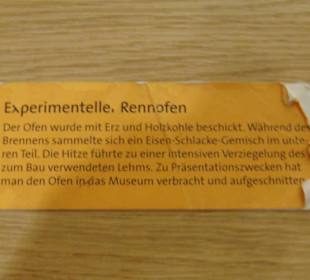 Experimentelle, Rennofen
Der Ofen wurde mit Erz und Holzkohle beschickt. Während des
Brennens sammelte sich ein Eisen-Schlacke-Gemisch im unte-
ren Teil. Die Hitze führte zu einer intensiven Verziegelung des
zum Bau verwendeten Lehms. Zu Präsentationszwecken hat
man den Ofen in das Museum verbracht und aufgeschnitten